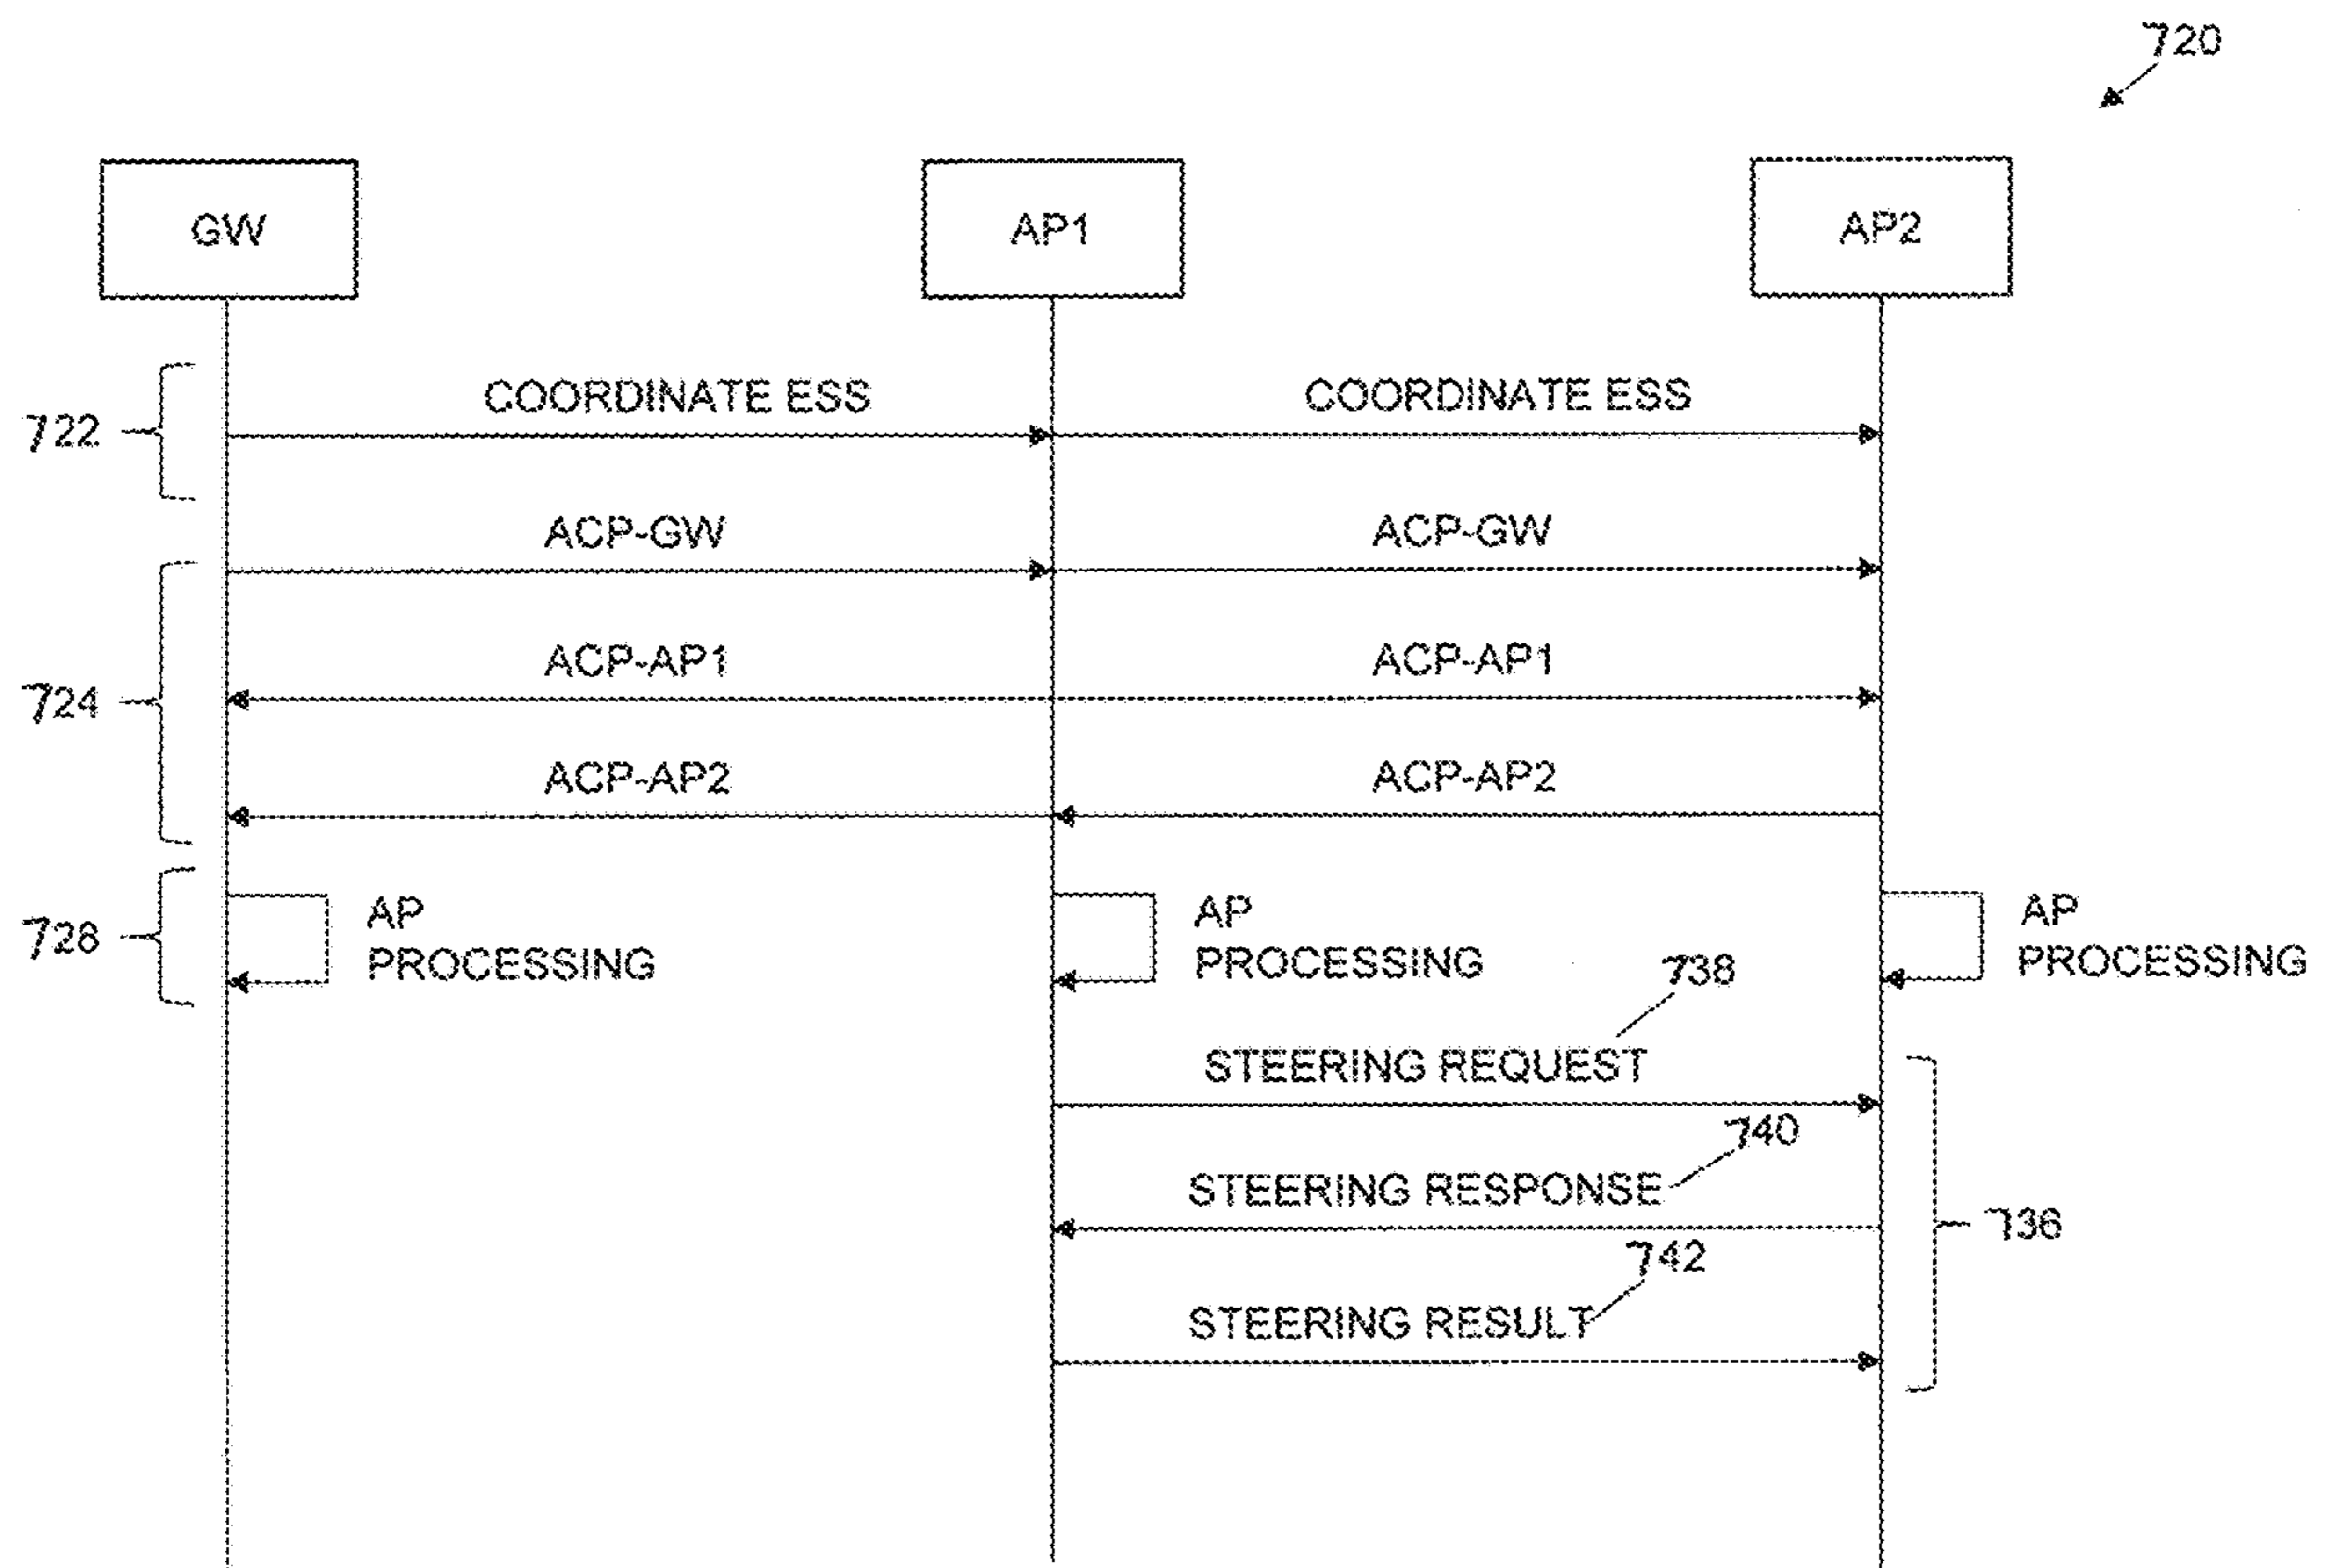 720
GW
AP1
AP2
COORDINATE ESS
COORDINATE ESS
722
ACP-GW
ACP-GW
ACP-AP1
ACP-AP1
724
ACP-AP2
ACP-AP2
AP
PROCESSING
AP
PROCESSING
AP
PROCESSING
728
738
STEERING REQUEST
740
STEERING RESPONSE
736
742
STEERING RESULT